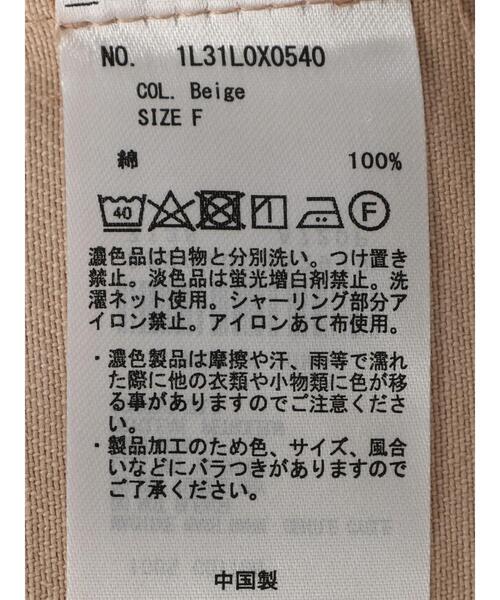 NO. 1L31L0X0540
COL. Beige
SIZE F
綿 100%
40 F
濃色品は白物と分別洗い。つけ置き
禁止。淡色品は蛍光増白剤禁止。洗
濯ネット使用。シャーリング部分ア
イロン禁止。アイロンあて布使用。
・濃色製品は摩擦や汗、雨等で濡れ
た際に他の衣類や小物類に色が移
る事がありますのでご注意くださ
い。
・製品加工のため色、サイズ、風合
いなどにバラつきがありますので
ご了承ください。
中国製